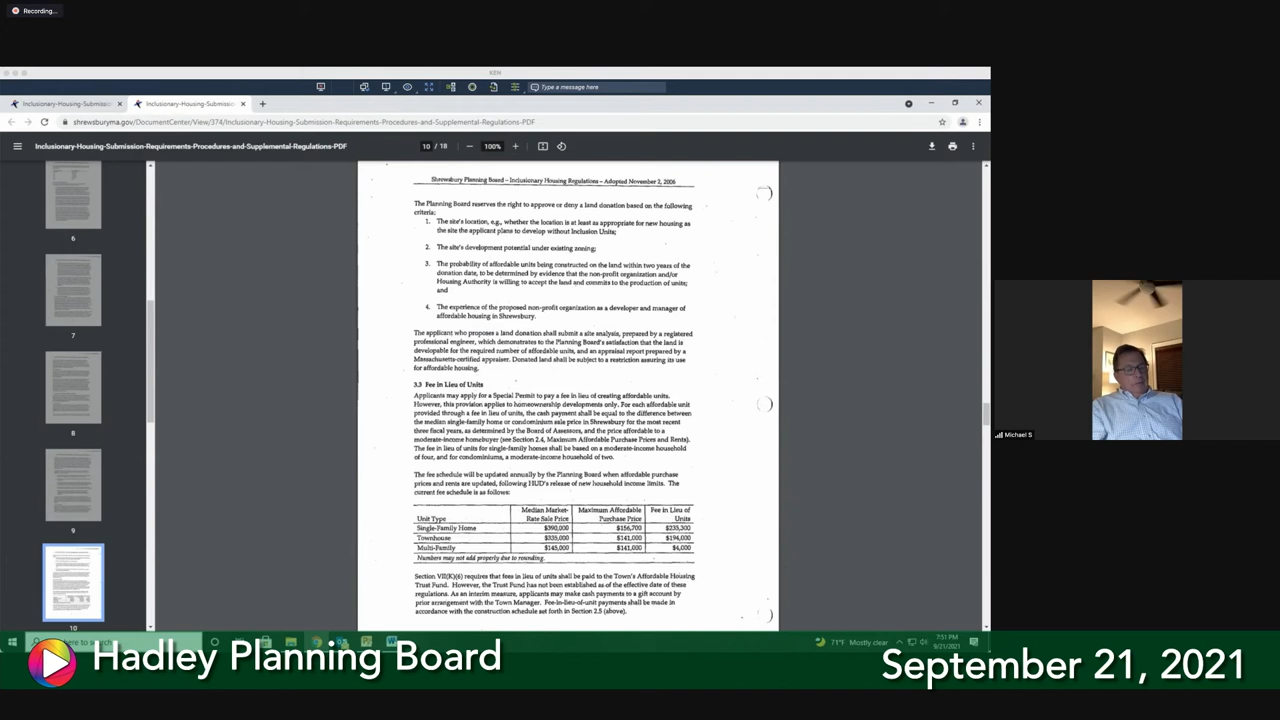 Recording...
KEN
Type a message here
Inclusionary-Housing-Submissio
Inclusionary-Housing-Submissio
shrewsburyma.gov/DocumentCenter/View/374/Inclusionary-Housing-Submission-Requirements-Procedures-and-Supplemental-Regulations-PDF
Inclusionary-Housing-Submission-Requirements-Procedures-and-Supplemental-Regulations-PDF
10 / 18
100%
6
7
8
9
10
Shrewsbury Planning Board – Inclusionary Housing Regulations – Adopted November 2, 2006
The Planning Board reserves the right to approve or deny a land donation based on the following
criteria:
1. The site's location, e.g., whether the location is at least as appropriate for new housing as
the site the applicant plans to develop without Inclusion Units;
2. The site's development potential under existing zoning;
3. The probability of affordable units being constructed on the land within two years of the
donation date, to be determined by evidence that the non-profit organization and/or
Housing Authority is willing to accept the land and commits to the production of units;
and
4. The experience of the proposed non-profit organization as a developer and manager of
affordable housing in Shrewsbury.
The applicant who proposes a land donation shall submit a site analysis, prepared by a registered
professional engineer, which demonstrates to the Planning Board's satisfaction that the land is
developable for the required number of affordable units, and an appraisal report prepared by a
Massachusetts-certified appraiser. Donated land shall be subject to a restriction assuring its use
for affordable housing.
3.3 Fee in Lieu of Units
Applicants may apply for a Special Permit to pay a fee in lieu of creating affordable units.
However, this provision applies to homeownership developments only. For each affordable unit
provided through a fee in lieu of units, the cash payment shall be equal to the difference between
the median single-family home or condominium sale price in Shrewsbury for the most recent
three fiscal years, as determined by the Board of Assessors, and the price affordable to a
moderate-income homebuyer (see Section 2.4, Maximum Affordable Purchase Prices and Rents).
The fee in lieu of units for single-family homes shall be based on a moderate-income household
of four, and for condominiums, a moderate-income household of two.
The fee schedule will be updated annually by the Planning Board when affordable purchase
prices and rents are updated, following HUD's release of new household income limits. The
current fee schedule is as follows:
Median Market- Maximum Affordable Fee in Lieu of
Unit Type Rate Sale Price Purchase Price Units
Single-Family Home $390,000 $156,700 $233,300
Townhouse $335,000 $141,000 $194,000
Multi-Family $145,000 $141,000 $4,000
Numbers may not add properly due to rounding.
Section VII(K)(6) requires that fees in lieu of units shall be paid to the Town's Affordable Housing
Trust Fund. However, the Trust Fund has not been established as of the effective date of these
regulations. As an interim measure, applicants may make cash payments to a gift account by
prior arrangement with the Town Manager. Fee-in-lieu-of-unit payments shall be made in
accordance with the construction schedule set forth in Section 2.5 (above).
Michael S
here to search
71°F Mostly clear
7:51 PM
9/21/2021
Hadley Planning Board
September 21, 2021